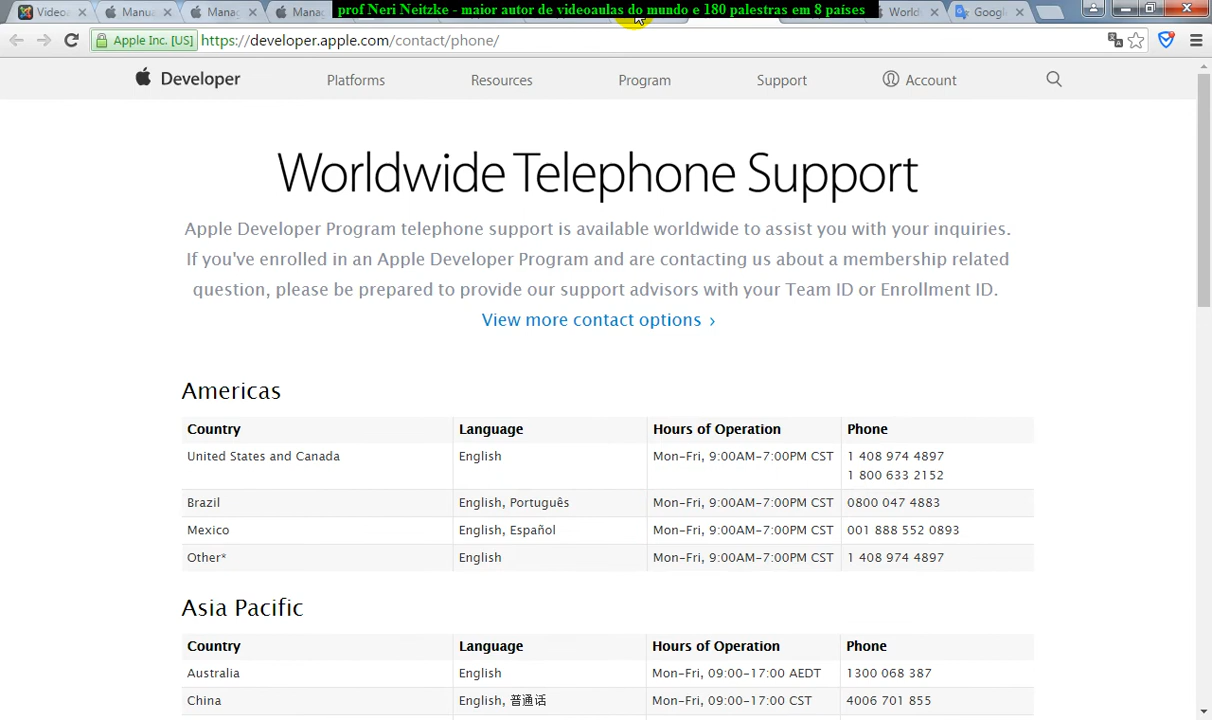 prof Neri Neitzke - maior autor de videoaulas do mundo e 180 palestras em 8 países
Video Manu Mana Mana World Googl
Apple Inc. [US] https://developer.apple.com/contact/phone/
Developer Platforms Resources Program Support Account
Worldwide Telephone Support
Apple Developer Program telephone support is available worldwide to assist you with your inquiries.
If you've enrolled in an Apple Developer Program and are contacting us about a membership related
question, please be prepared to provide our support advisors with your Team ID or Enrollment ID.
View more contact options ›
Americas
Country Language Hours of Operation Phone
United States and Canada English Mon-Fri, 9:00AM-7:00PM CST 1 408 974 4897
1 800 633 2152
Brazil English, Português Mon-Fri, 9:00AM-7:00PM CST 0800 047 4883
Mexico English, Español Mon-Fri, 9:00AM-7:00PM CST 001 888 552 0893
Other* English Mon-Fri, 9:00AM-7:00PM CST 1 408 974 4897
Asia Pacific
Country Language Hours of Operation Phone
Australia English Mon-Fri, 09:00-17:00 AEDT 1300 068 387
China English, 普通话 Mon-Fri, 09:00-17:00 CST 4006 701 855